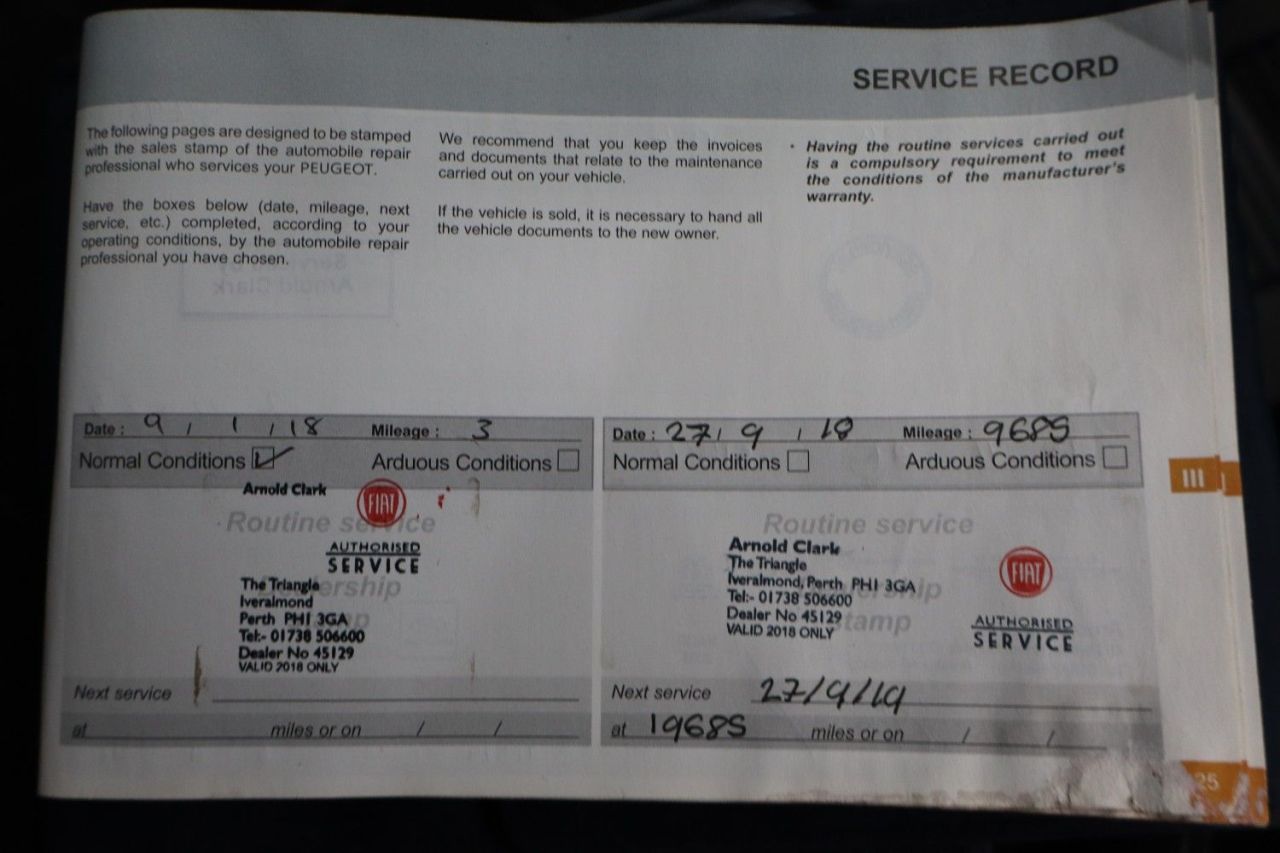 SERVICE RECORD
The following pages are designed to be stamped
with the sales stamp of the automobile repair
professional who services your PEUGEOT.
Have the boxes below (date, mileage, next
service, etc.) completed, according to your
operating conditions, by the automobile repair
professional you have chosen.
We recommend that you keep the invoices
and documents that relate to the maintenance
carried out on your vehicle.
If the vehicle is sold, it is necessary to hand all
the vehicle documents to the new owner.
• Having the routine services carried out
is a compulsory requirement to meet
the conditions of the manufacturer's
warranty.
Date : 9 / 1 / 18 Mileage : 3
Normal Conditions Arduous Conditions
Arnold Clark FIAT
Routine service
AUTHORISED
SERVICE
The Triangle
Iveralmond
Perth PH1 3GA
Tel:- 01738 506600
Dealer No 45129
VALID 2018 ONLY
Next service
at miles or on / /
Date : 27 / 9 / 18 Mileage : 9685
Normal Conditions Arduous Conditions
Routine service
Arnold Clark
The Triangle
Iveralmond, Perth PH1 3GA
Tel:- 01738 506600
Dealer No 45129
VALID 2018 ONLY
stamp
FIAT
AUTHORISED
SERVICE
Next service 27/9/19
at 19685 miles or on / /
III
25